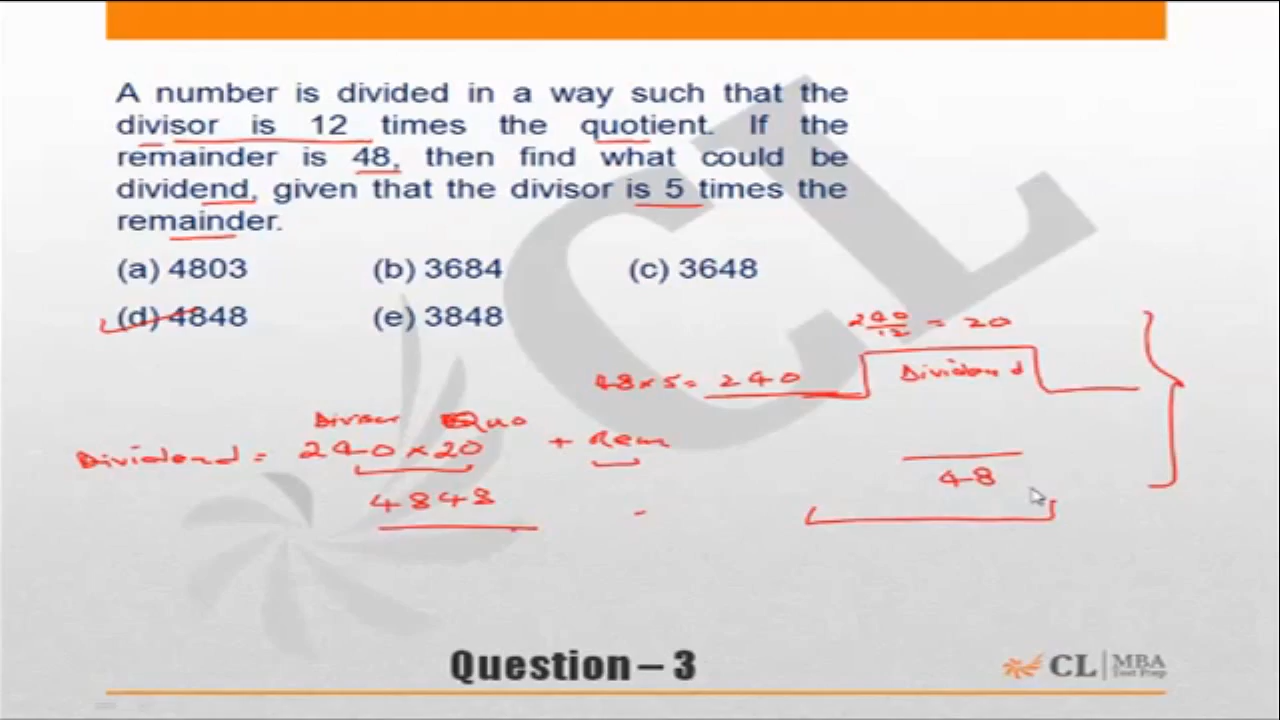 A number is divided in a way such that the
divisor is 12 times the quotient. If the
remainder is 48, then find what could be
dividend, given that the divisor is 5 times the
remainder.
(a) 4803 (b) 3684 (c) 3648
(d) 4848 (e) 3848
240/12 = 20
48×5= 240 Dividend
Divisor Quo
Dividend = 240×20 + Rem
48
4848
CL
Question – 3
CL MBA
Test Prep